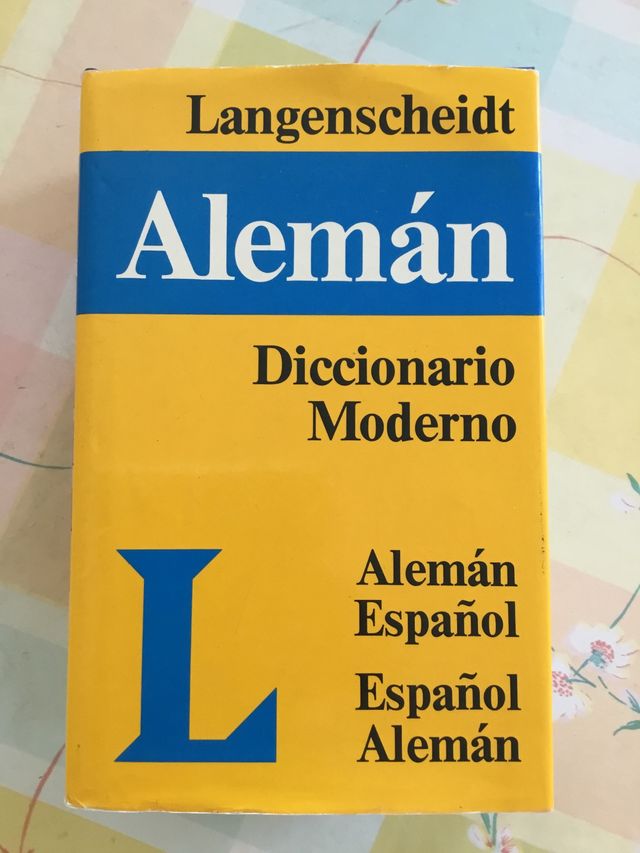 Langenscheidt
Alemán
Diccionario
Moderno
L
Alemán
Español
Español
Alemán